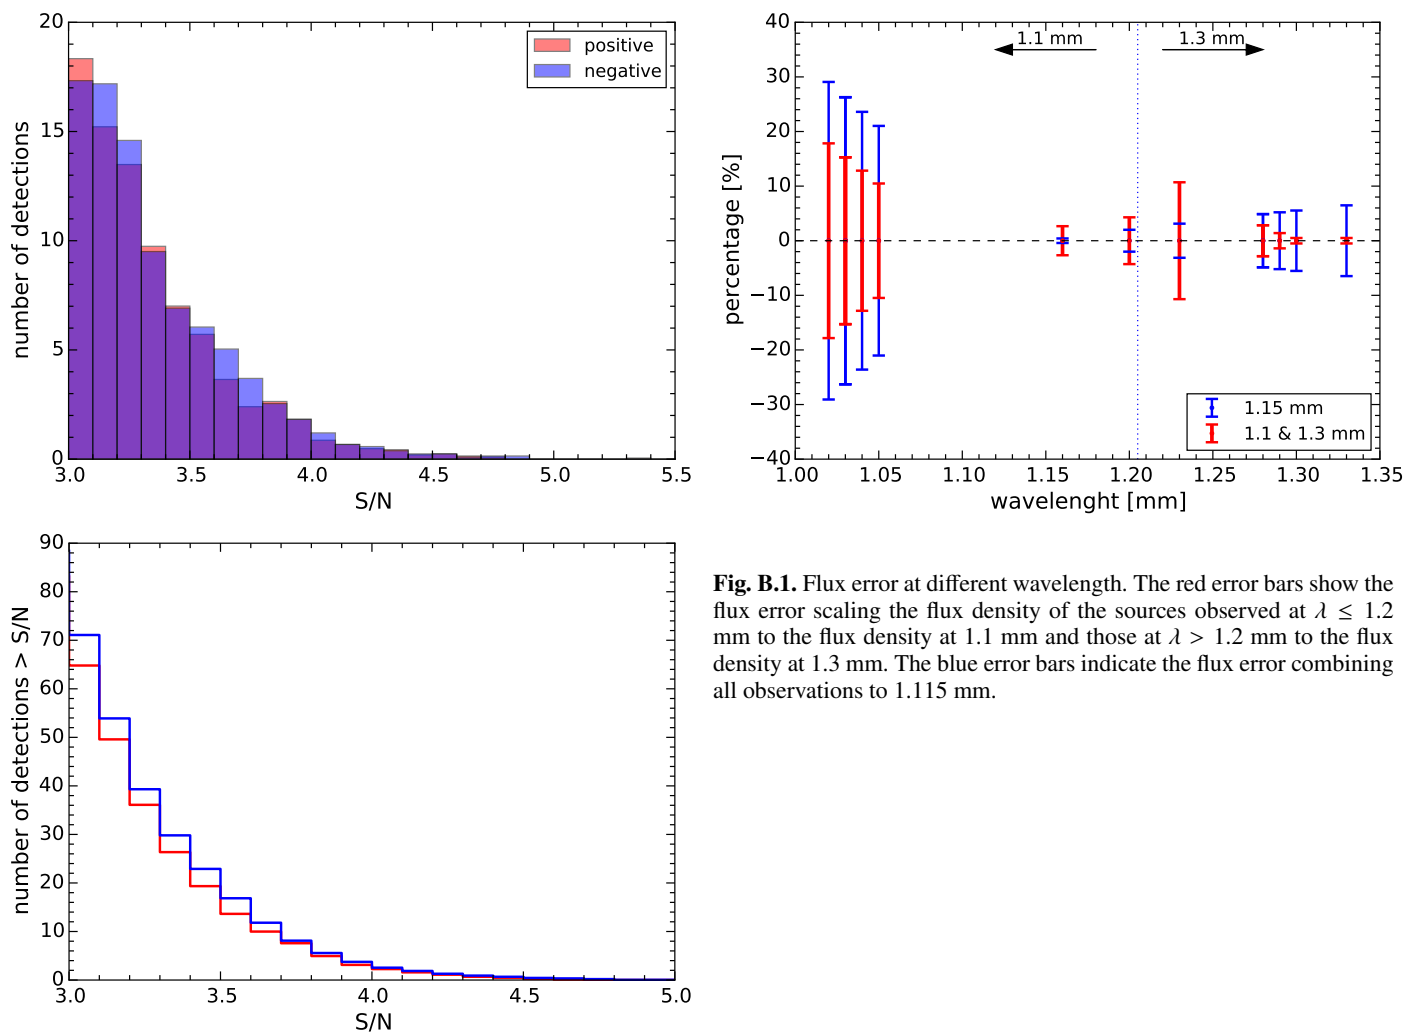 20
15
10
5
0
3.0
3.5
4.0
4.5
5.0
5.5
number of detections
S/N
positive
negative
40
30
20
10
0
−10
−20
−30
−40
1.00
1.05
1.10
1.15
1.20
1.25
1.30
1.35
percentage [%]
wavelenght [mm]
1.1 mm
1.3 mm
1.15 mm
1.1 & 1.3 mm
90
80
70
60
50
40
30
20
10
0
3.0
3.5
4.0
4.5
5.0
number of detections > S/N
S/N
Fig. B.1. Flux error at different wavelength. The red error bars show the
flux error scaling the flux density of the sources observed at λ ≤ 1.2
mm to the flux density at 1.1 mm and those at λ > 1.2 mm to the flux
density at 1.3 mm. The blue error bars indicate the flux error combining
all observations to 1.115 mm.